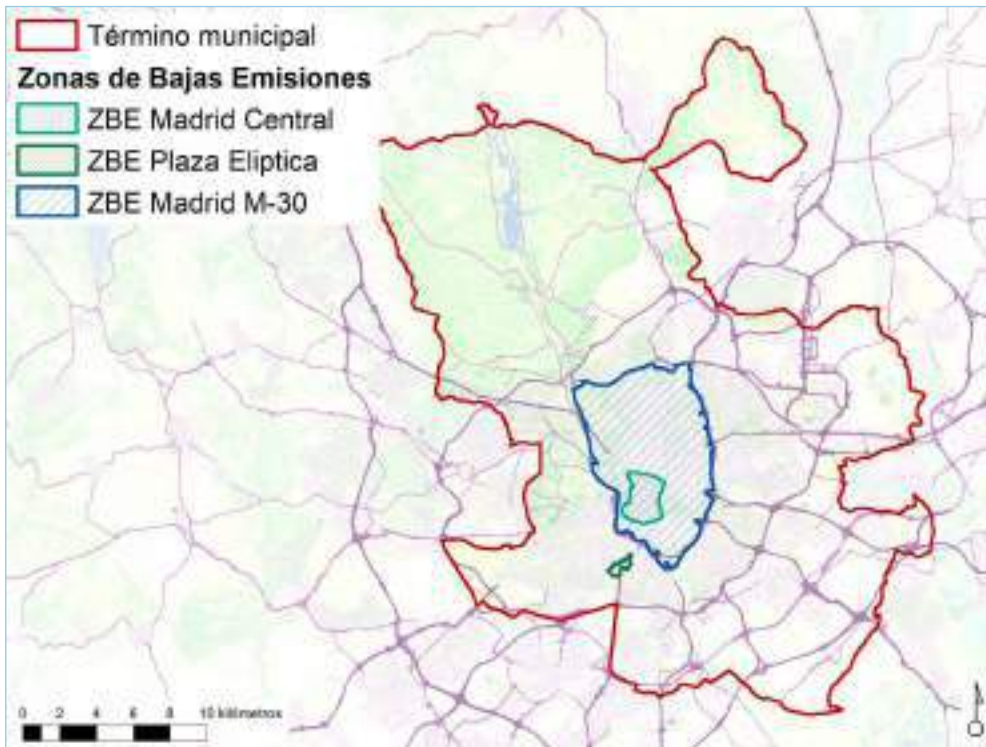 Término municipal
Zonas de Bajas Emisiones
ZBE Madrid Central
ZBE Plaza Eliptica
ZBE Madrid M-30
0 2 4 6 8 10 kilómetros